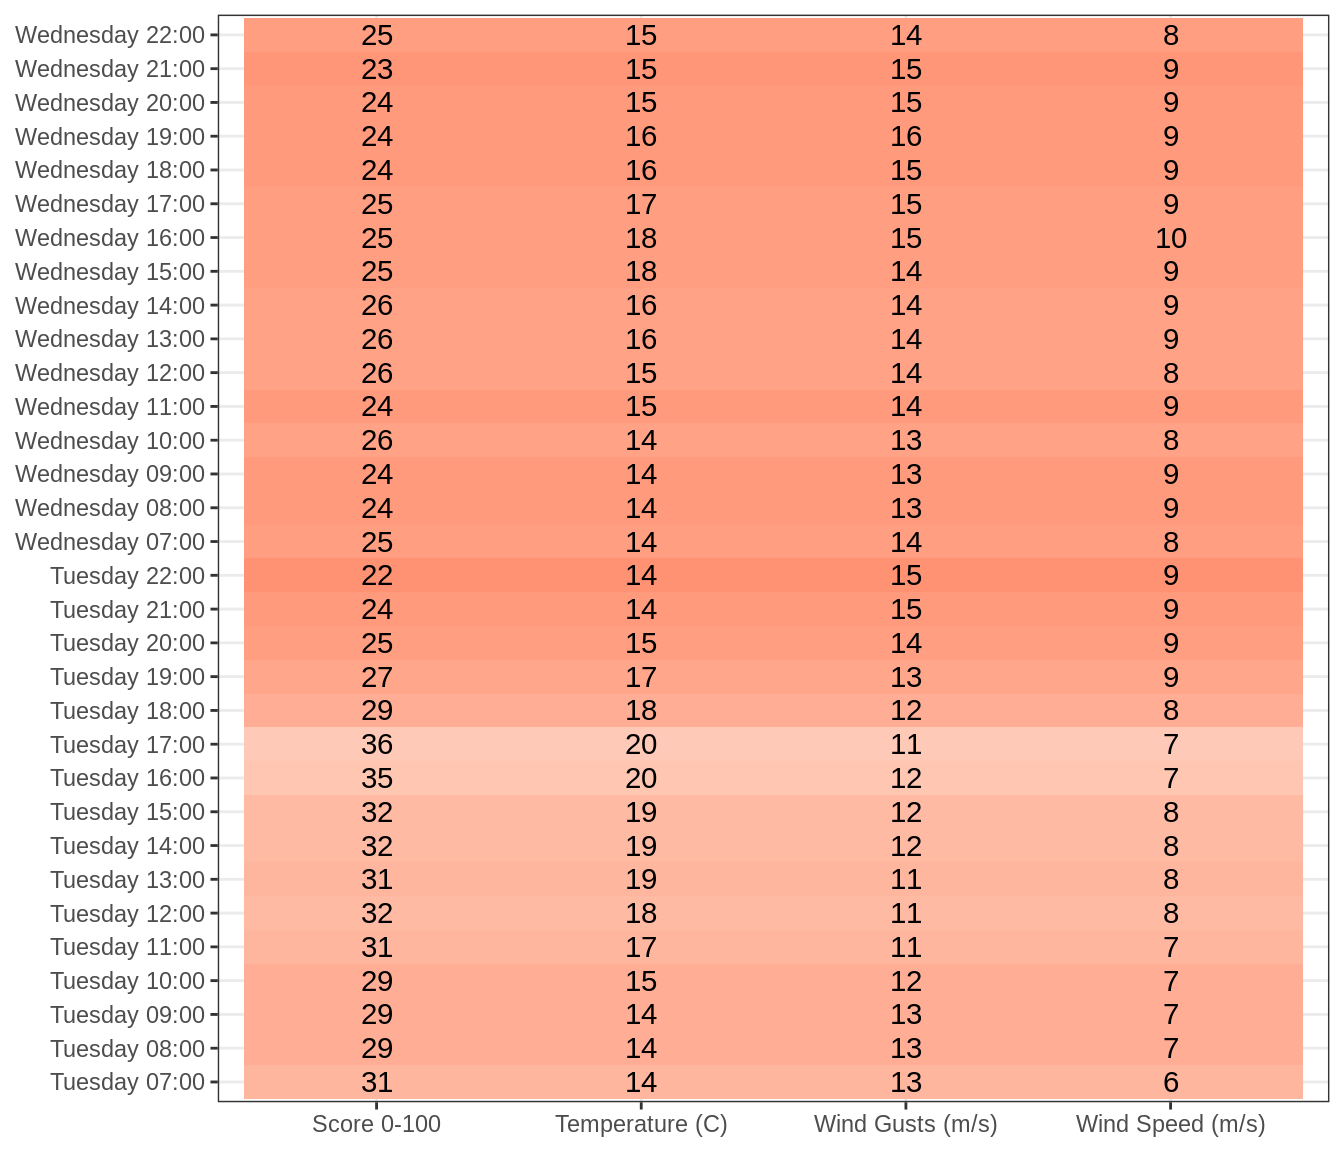 Wednesday 22:00 25 15 14 8
Wednesday 21:00 23 15 15 9
Wednesday 20:00 24 15 15 9
Wednesday 19:00 24 16 16 9
Wednesday 18:00 24 16 15 9
Wednesday 17:00 25 17 15 9
Wednesday 16:00 25 18 15 10
Wednesday 15:00 25 18 14 9
Wednesday 14:00 26 16 14 9
Wednesday 13:00 26 16 14 9
Wednesday 12:00 26 15 14 8
Wednesday 11:00 24 15 14 9
Wednesday 10:00 26 14 13 8
Wednesday 09:00 24 14 13 9
Wednesday 08:00 24 14 13 9
Wednesday 07:00 25 14 14 8
Tuesday 22:00 22 14 15 9
Tuesday 21:00 24 14 15 9
Tuesday 20:00 25 15 14 9
Tuesday 19:00 27 17 13 9
Tuesday 18:00 29 18 12 8
Tuesday 17:00 36 20 11 7
Tuesday 16:00 35 20 12 7
Tuesday 15:00 32 19 12 8
Tuesday 14:00 32 19 12 8
Tuesday 13:00 31 19 11 8
Tuesday 12:00 32 18 11 8
Tuesday 11:00 31 17 11 7
Tuesday 10:00 29 15 12 7
Tuesday 09:00 29 14 13 7
Tuesday 08:00 29 14 13 7
Tuesday 07:00 31 14 13 6
Score 0-100 Temperature (C) Wind Gusts (m/s) Wind Speed (m/s)